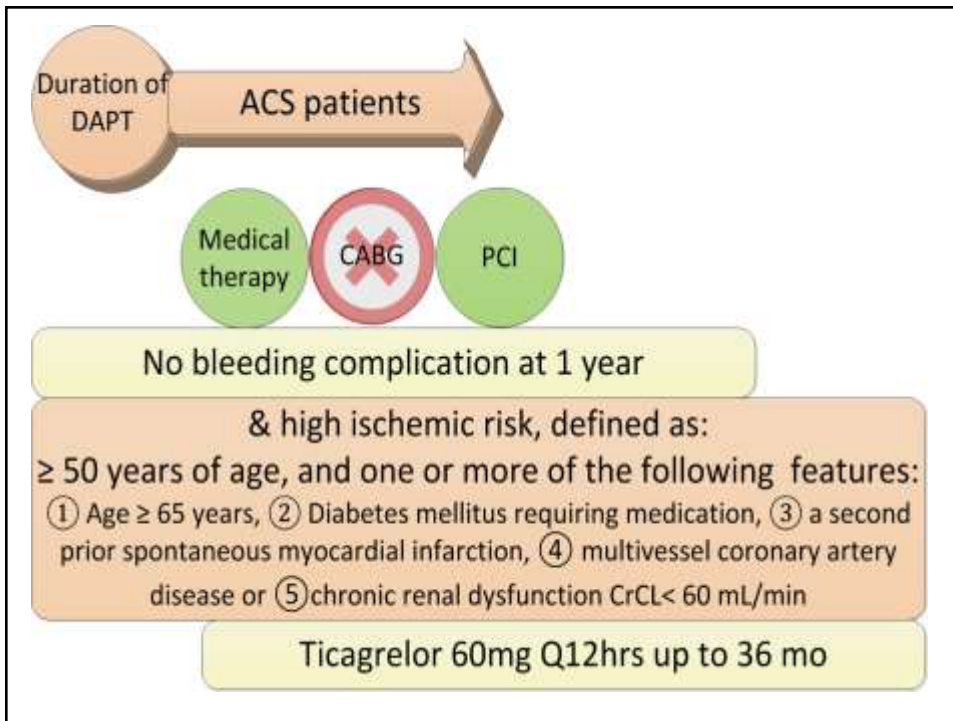 Duration of
DAPT
ACS patients
Medical
therapy
CABG
PCI
No bleeding complication at 1 year
& high ischemic risk, defined as:
≥ 50 years of age, and one or more of the following features:
① Age ≥ 65 years, ② Diabetes mellitus requiring medication, ③ a second
prior spontaneous myocardial infarction, ④ multivessel coronary artery
disease or ⑤chronic renal dysfunction CrCL< 60 mL/min
Ticagrelor 60mg Q12hrs up to 36 mo